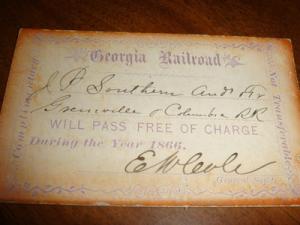 Georgia Railroad
J P Southern Aud &
Greenville & Columbia RR
WILL PASS FREE OF CHARGE
During the Year 1866.
E W Cole
Complimentary
Not Transferable